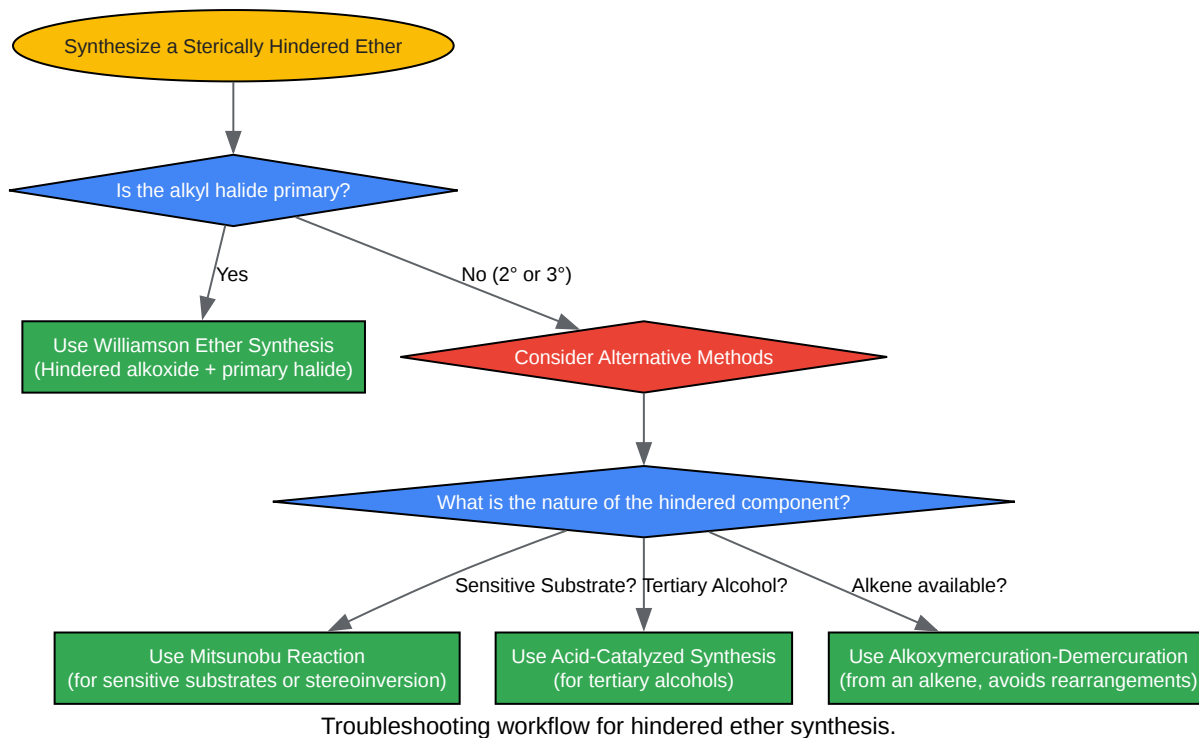 Synthesize a Sterically Hindered Ether
Is the alkyl halide primary?
Yes
No (2° or 3°)
Use Williamson Ether Synthesis
(Hindered alkoxide + primary halide)
Consider Alternative Methods
What is the nature of the hindered component?
Sensitive Substrate?
Tertiary Alcohol?
Alkene available?
Use Mitsunobu Reaction
(for sensitive substrates or stereoinversion)
Use Acid-Catalyzed Synthesis
(for tertiary alcohols)
Use Alkoxymercuration-Demercuration
(from an alkene, avoids rearrangements)
Troubleshooting workflow for hindered ether synthesis.